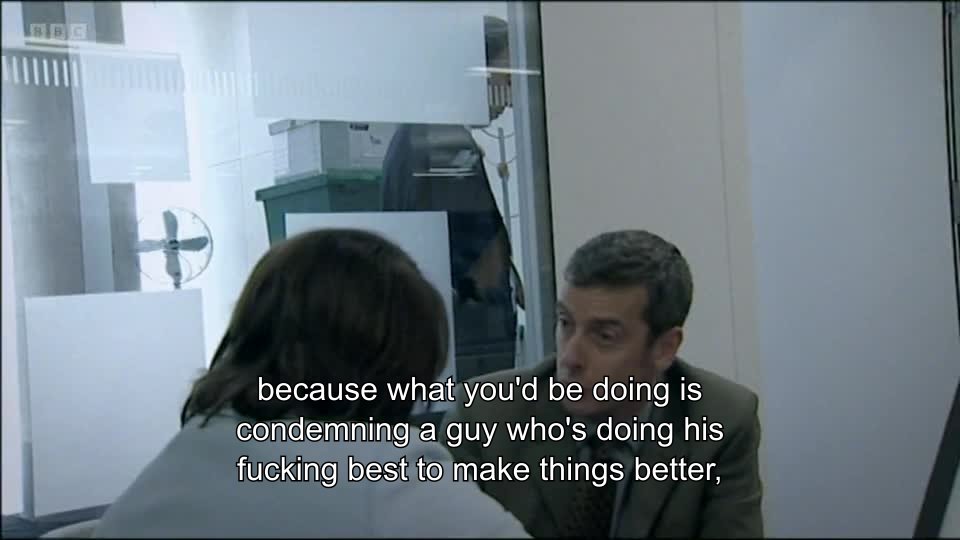 BBC
because what you'd be doing is
condemning a guy who's doing his
fucking best to make things better,